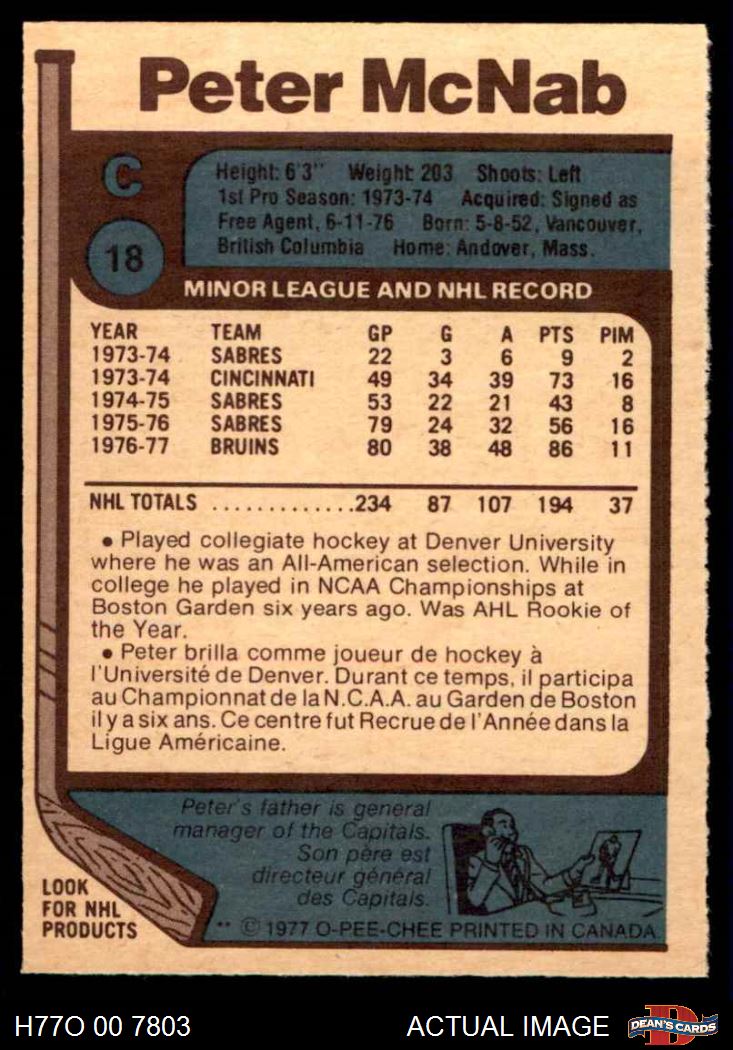 Peter McNab
C
18
Height: 6'3" Weight: 203 Shoots: Left
1st Pro Season: 1973-74 Acquired: Signed as
Free Agent, 6-11-76 Born: 5-8-52, Vancouver,
British Columbia Home: Andover, Mass.
MINOR LEAGUE AND NHL RECORD
YEAR TEAM GP G A PTS PIM
1973-74 SABRES 22 3 6 9 2
1973-74 CINCINNATI 49 34 39 73 16
1974-75 SABRES 53 22 21 43 8
1975-76 SABRES 79 24 32 56 16
1976-77 BRUINS 80 38 48 86 11
NHL TOTALS .............234 87 107 194 37
• Played collegiate hockey at Denver University
where he was an All-American selection. While in
college he played in NCAA Championships at
Boston Garden six years ago. Was AHL Rookie of
the Year.
• Peter brilla comme joueur de hockey à
l'Université de Denver. Durant ce temps, il participa
au Championnat de la N.C.A.A. au Garden de Boston
il y a six ans. Ce centre fut Recrue de l'Année dans la
Ligue Américaine.
Peter's father is general
manager of the Capitals.
Son père est
directeur général
des Capitals.
LOOK
FOR NHL
PRODUCTS
** © 1977 O-PEE-CHEE PRINTED IN CANADA
H77O 00 7803 ACTUAL IMAGE
D
DEAN'S CARDS